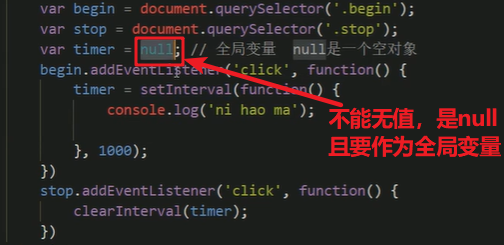 var begin = document.querySelector('.begin');
var stop = document.querySelector('.stop');
var timer = null; // 全局变量  null是一个空对象
begin.addEventListener('click', function() {
timer = setInterval(function() {
console.log('ni hao ma');
}, 1000);
})
stop.addEventListener('click', function() {
clearInterval(timer);
})
不能无值，是null
且要作为全局变量